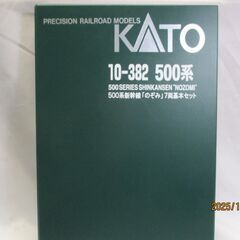 PRECISION RAILROAD MODELS
KATO
10-382 500系
500 SERIES SHINKANSEN "NOZOMI"
500系新幹線「のぞみ」7両基本セット